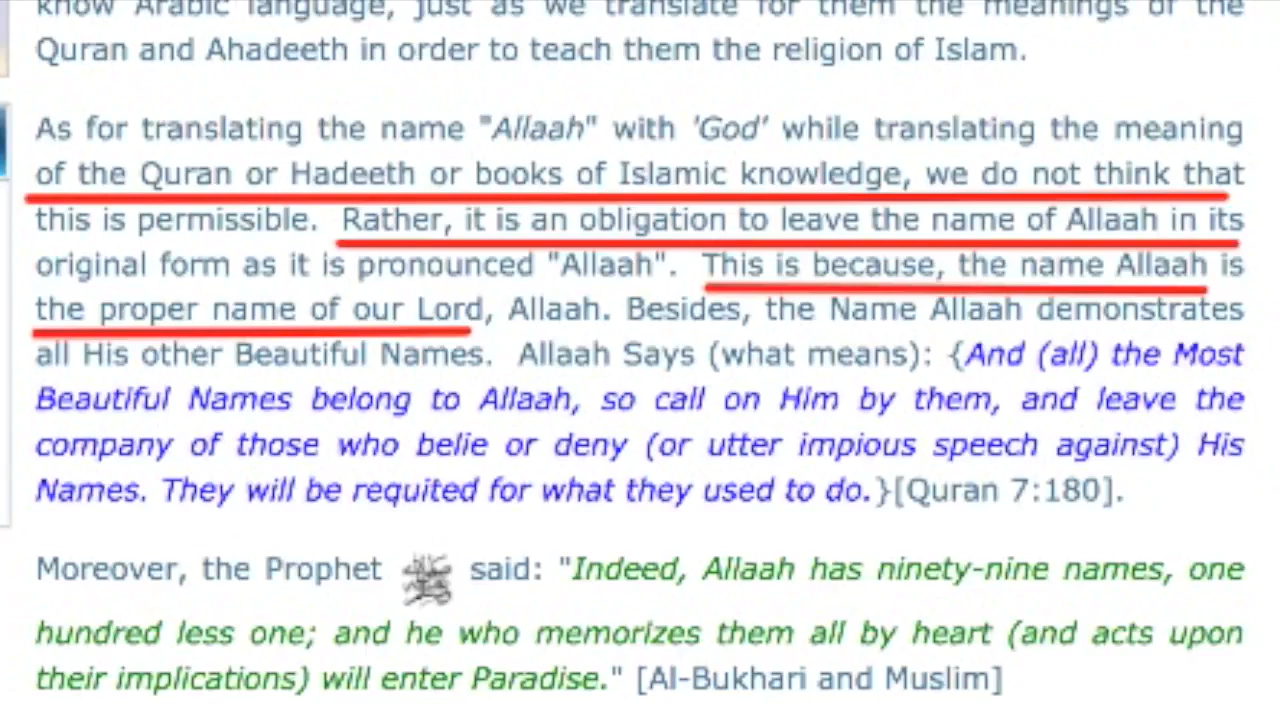 know Arabic language, just as we translate for them the meanings of the
Quran and Ahadeeth in order to teach them the religion of Islam.
As for translating the name "Allaah" with 'God' while translating the meaning
of the Quran or Hadeeth or books of Islamic knowledge, we do not think that
this is permissible. Rather, it is an obligation to leave the name of Allaah in its
original form as it is pronounced "Allaah". This is because, the name Allaah is
the proper name of our Lord, Allaah. Besides, the Name Allaah demonstrates
all His other Beautiful Names. Allaah Says (what means): {And (all) the Most
Beautiful Names belong to Allaah, so call on Him by them, and leave the
company of those who belie or deny (or utter impious speech against) His
Names. They will be requited for what they used to do.}[Quran 7:180].
Moreover, the Prophet ﷺ said: "Indeed, Allaah has ninety-nine names, one
hundred less one; and he who memorizes them all by heart (and acts upon
their implications) will enter Paradise." [Al-Bukhari and Muslim]